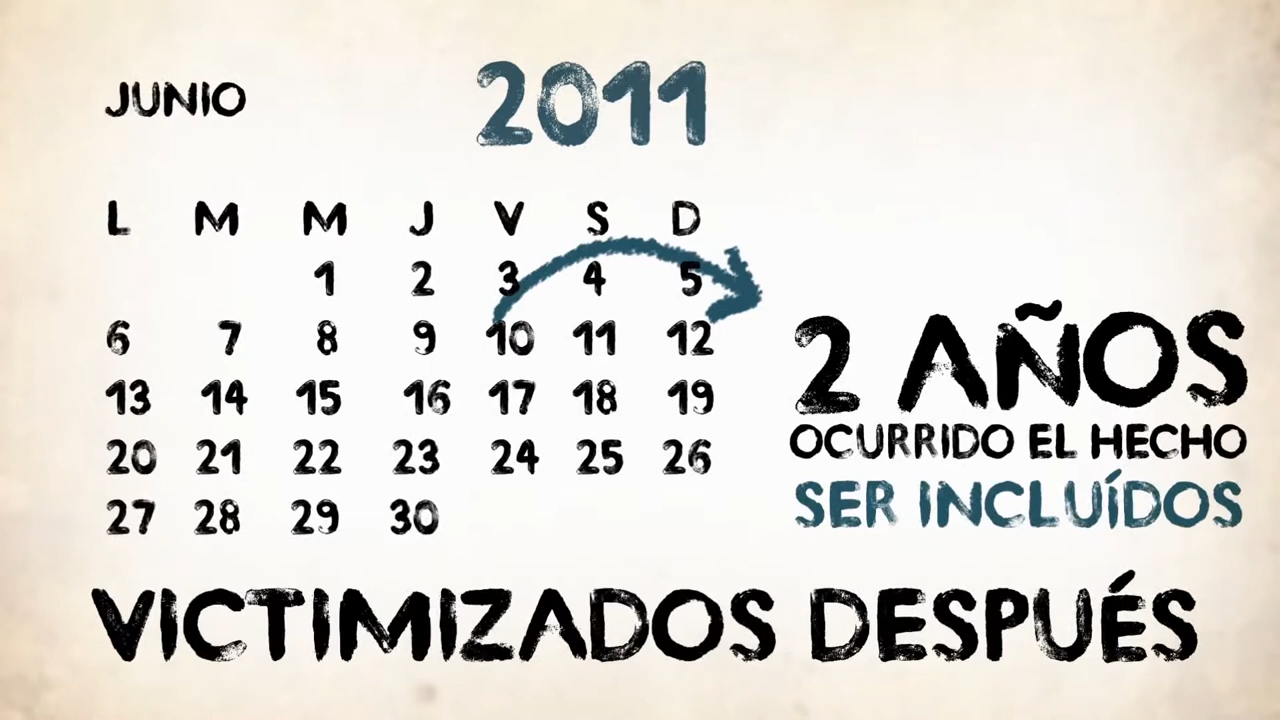 JUNIO 2011
L M M J V S D
1 2 3 4 5
6 7 8 9 10 11 12
13 14 15 16 17 18 19
20 21 22 23 24 25 26
27 28 29 30
2 AÑOS
OCURRIDO EL HECHO
SER INCLUÍDOS
VICTIMIZADOS DESPUÉS